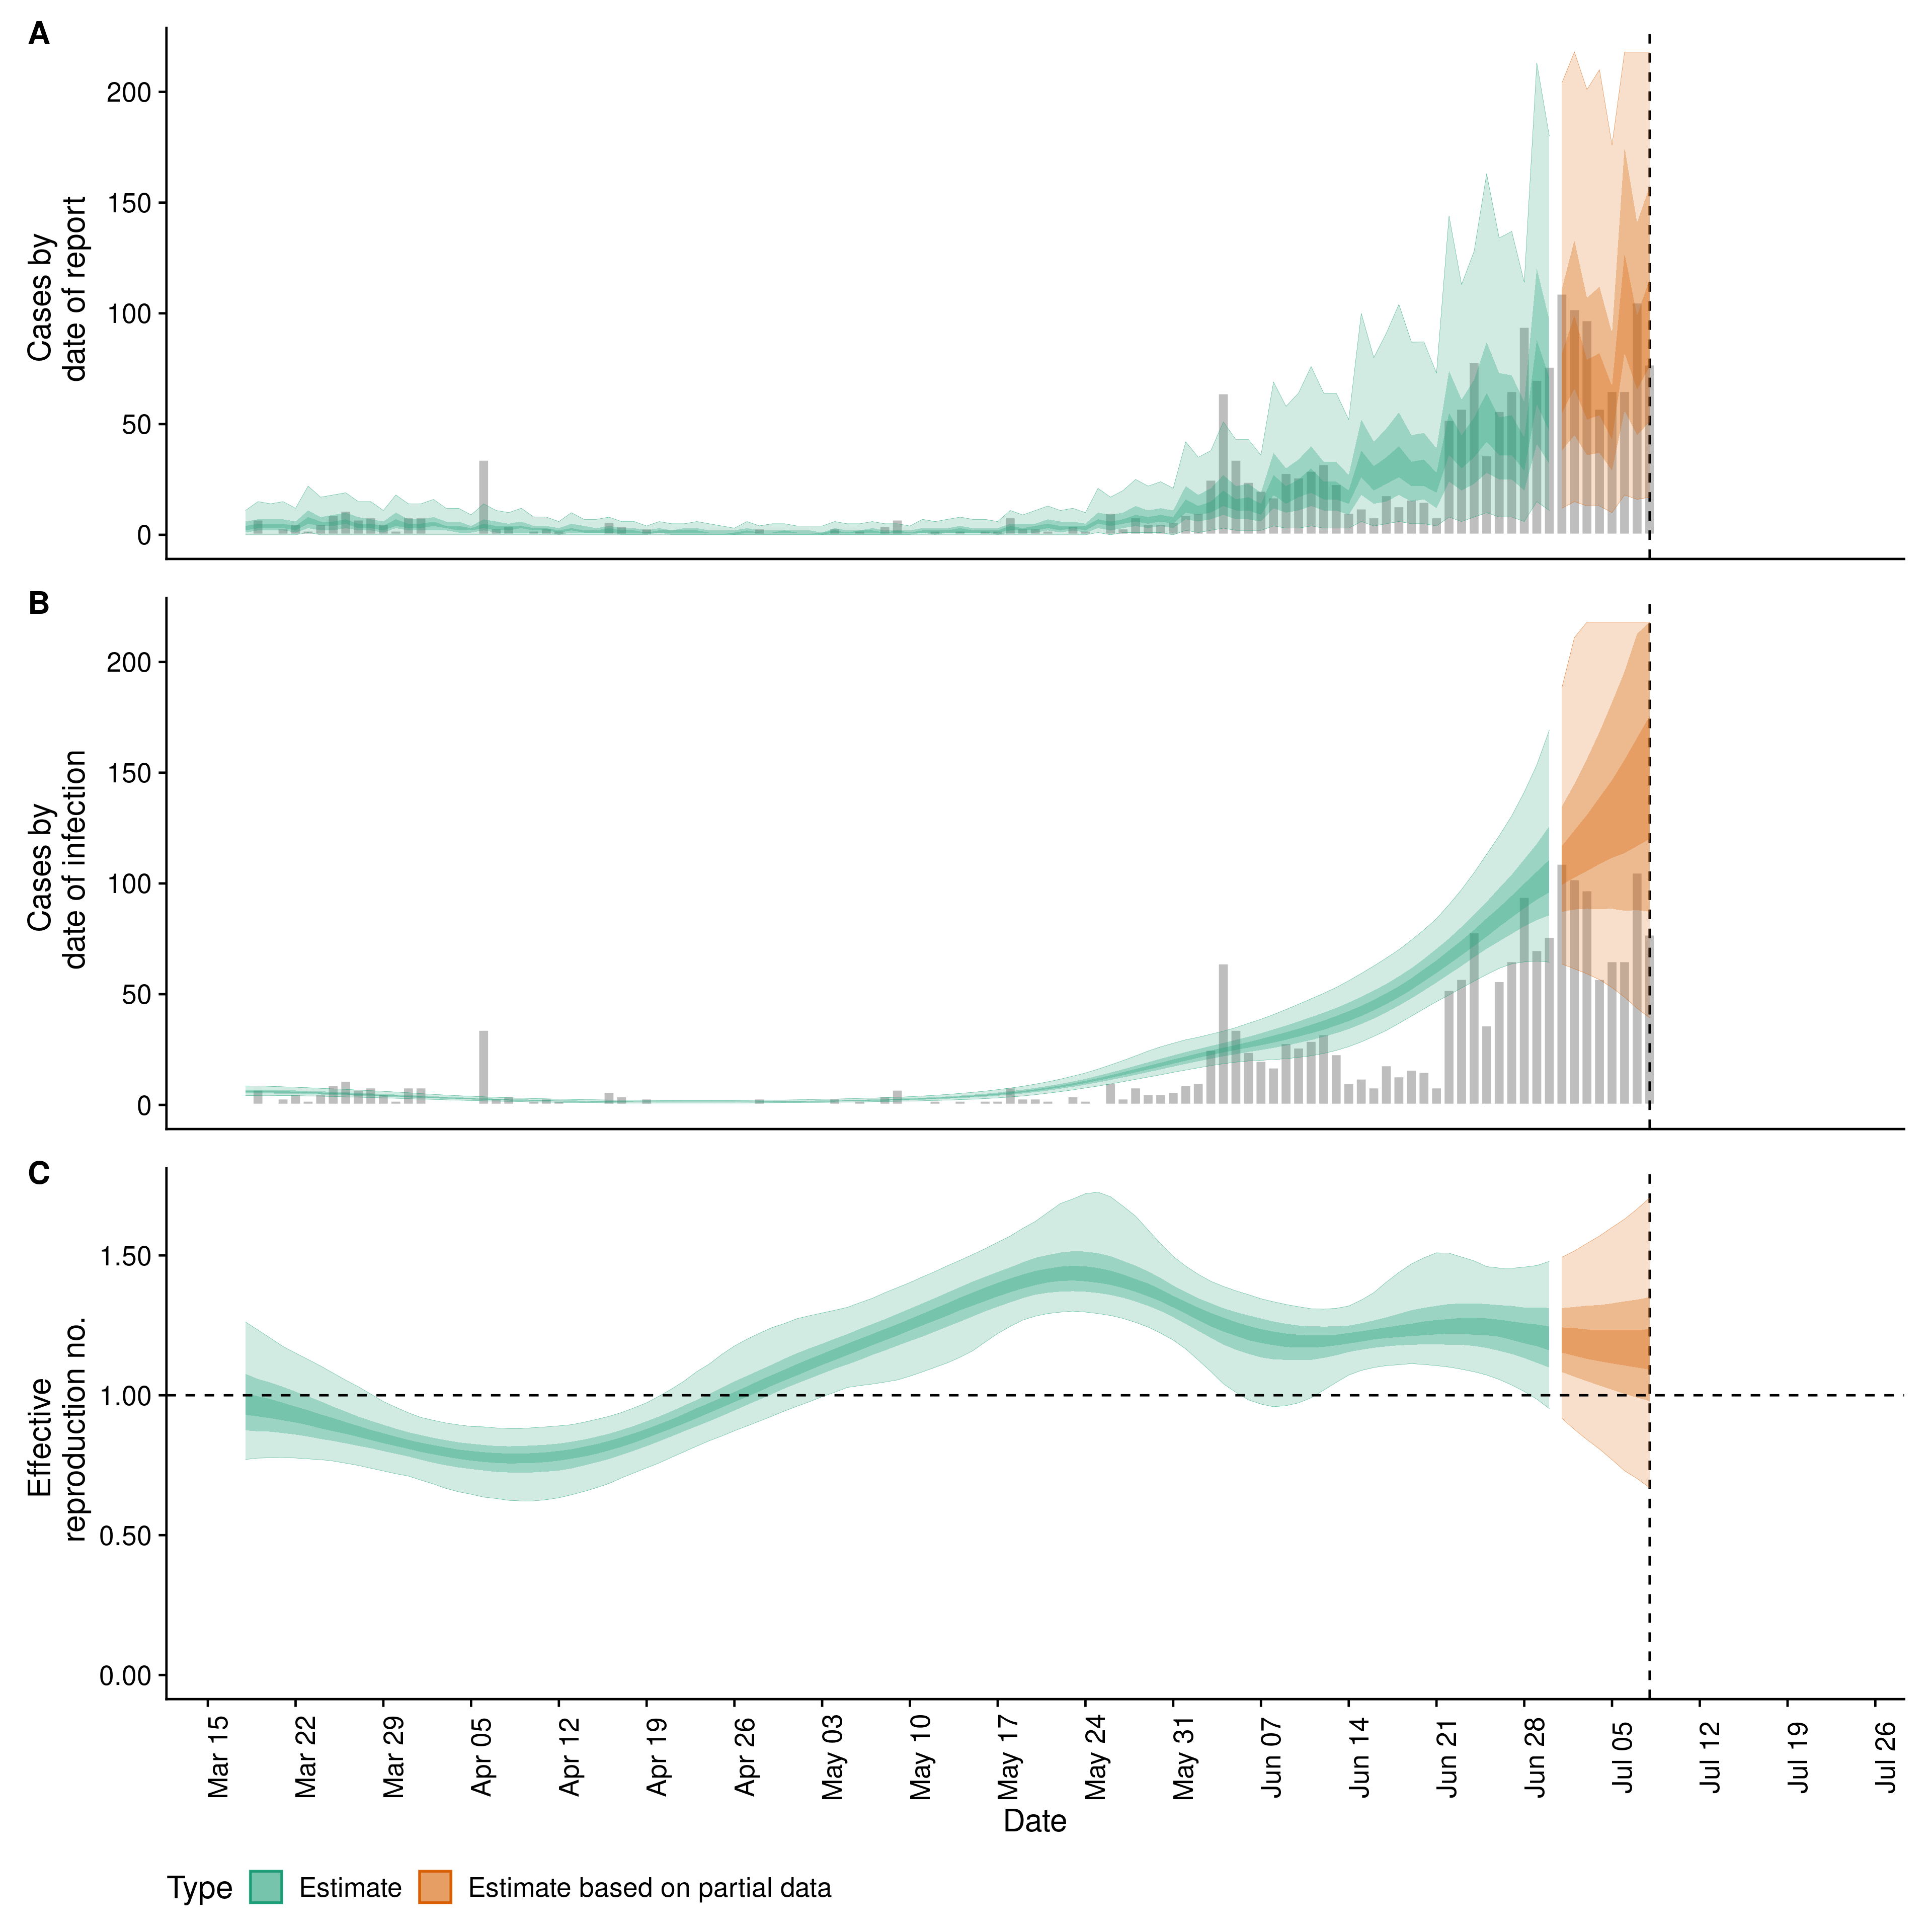 A
Cases by
date of report
200
150
100
50
0
B
Cases by
date of infection
200
150
100
50
0
C
Effective
reproduction no.
1.50
1.00
0.50
0.00
Mar 15
Mar 22
Mar 29
Apr 05
Apr 12
Apr 19
Apr 26
May 03
May 10
May 17
May 24
May 31
Jun 07
Jun 14
Jun 21
Jun 28
Jul 05
Jul 12
Jul 19
Jul 26
Date
Type Estimate Estimate based on partial data